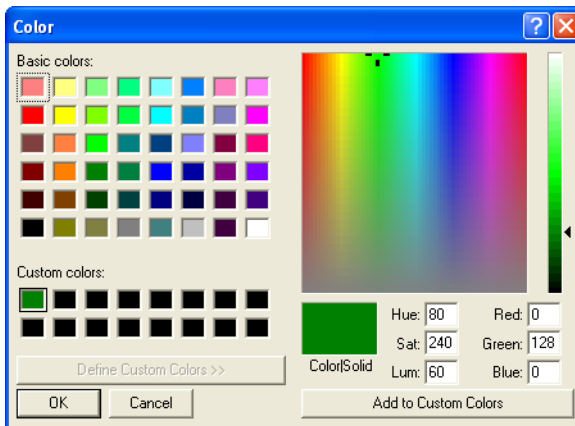 Color
Basic colors:
Custom colors:
Define Custom Colors >>
OK
Cancel
Color|Solid
Hue: 80
Sat: 240
Lum: 60
Red: 0
Green: 128
Blue: 0
Add to Custom Colors